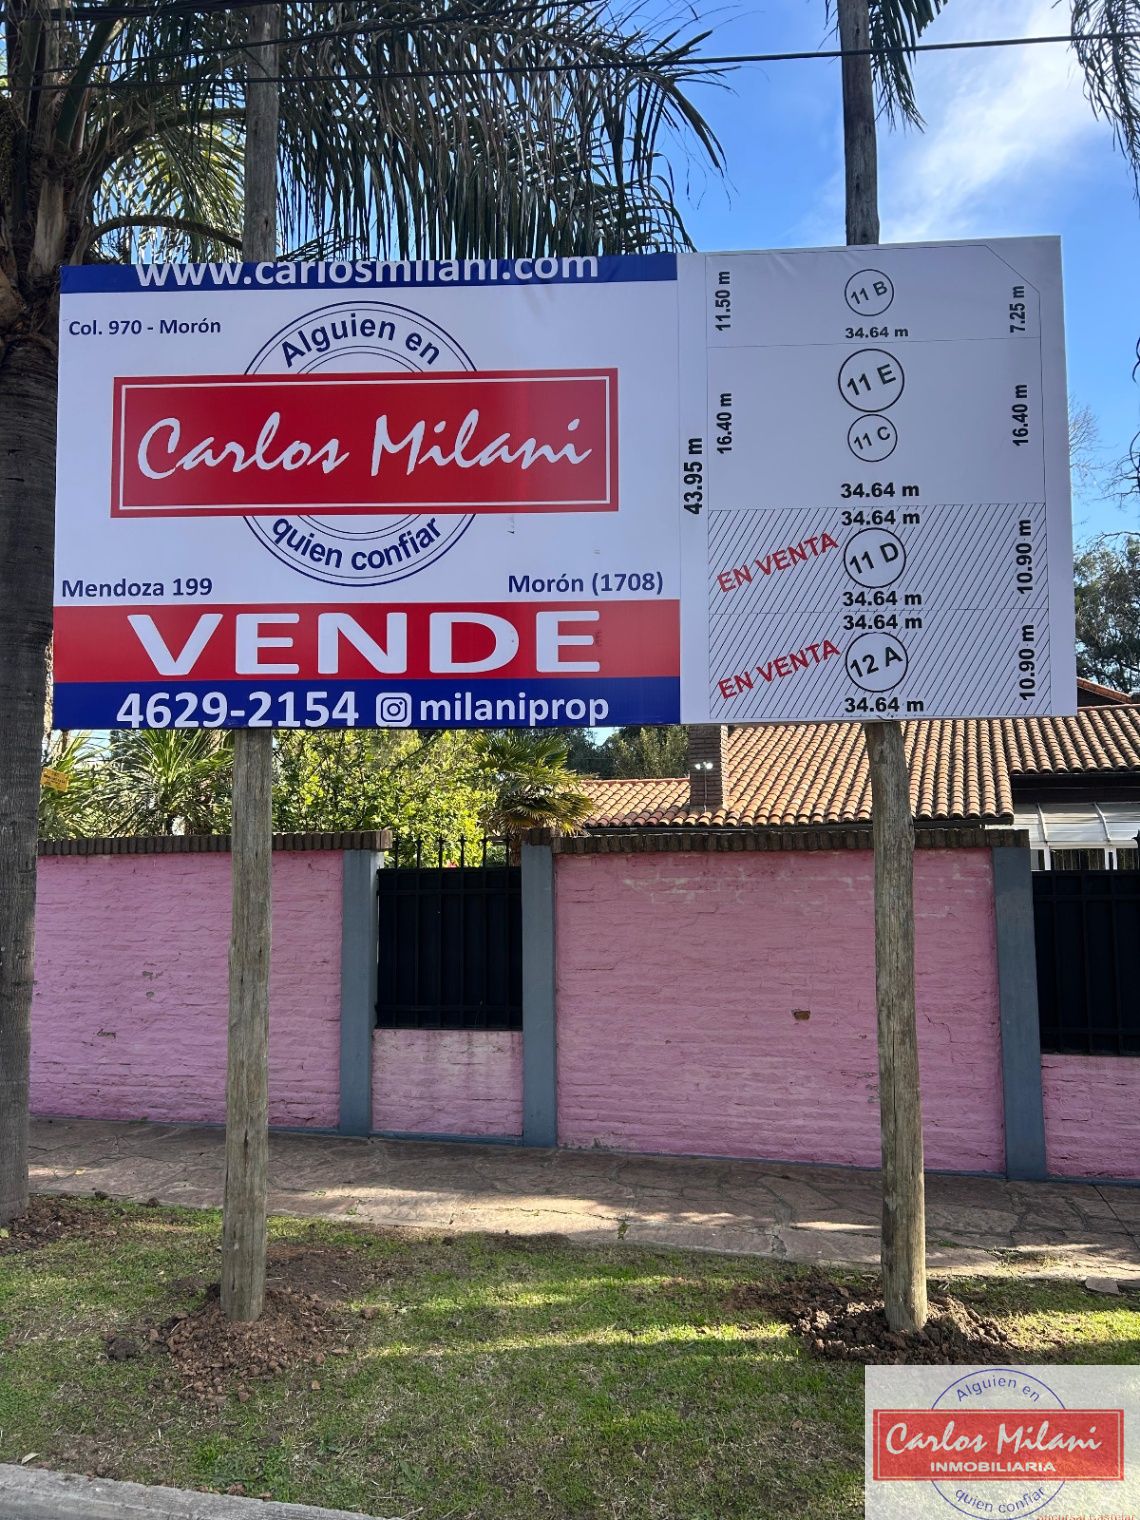 www.carlosmilani.com
Col. 970 - Morón
Alguien en
Carlos Milani
quien confiar
Mendoza 199
Morón (1708)
VENDE
4629-2154 milaniprop
43.95 m
11.50 m
11 B
7.25 m
34.64 m
16.40 m
11 E
11 C
16.40 m
34.64 m
34.64 m
EN VENTA
11 D
10.90 m
34.64 m
34.64 m
EN VENTA
12 A
10.90 m
34.64 m
Alguien en
Carlos Milani
INMOBILIARIA
quien confiar
Sucursal Castelar